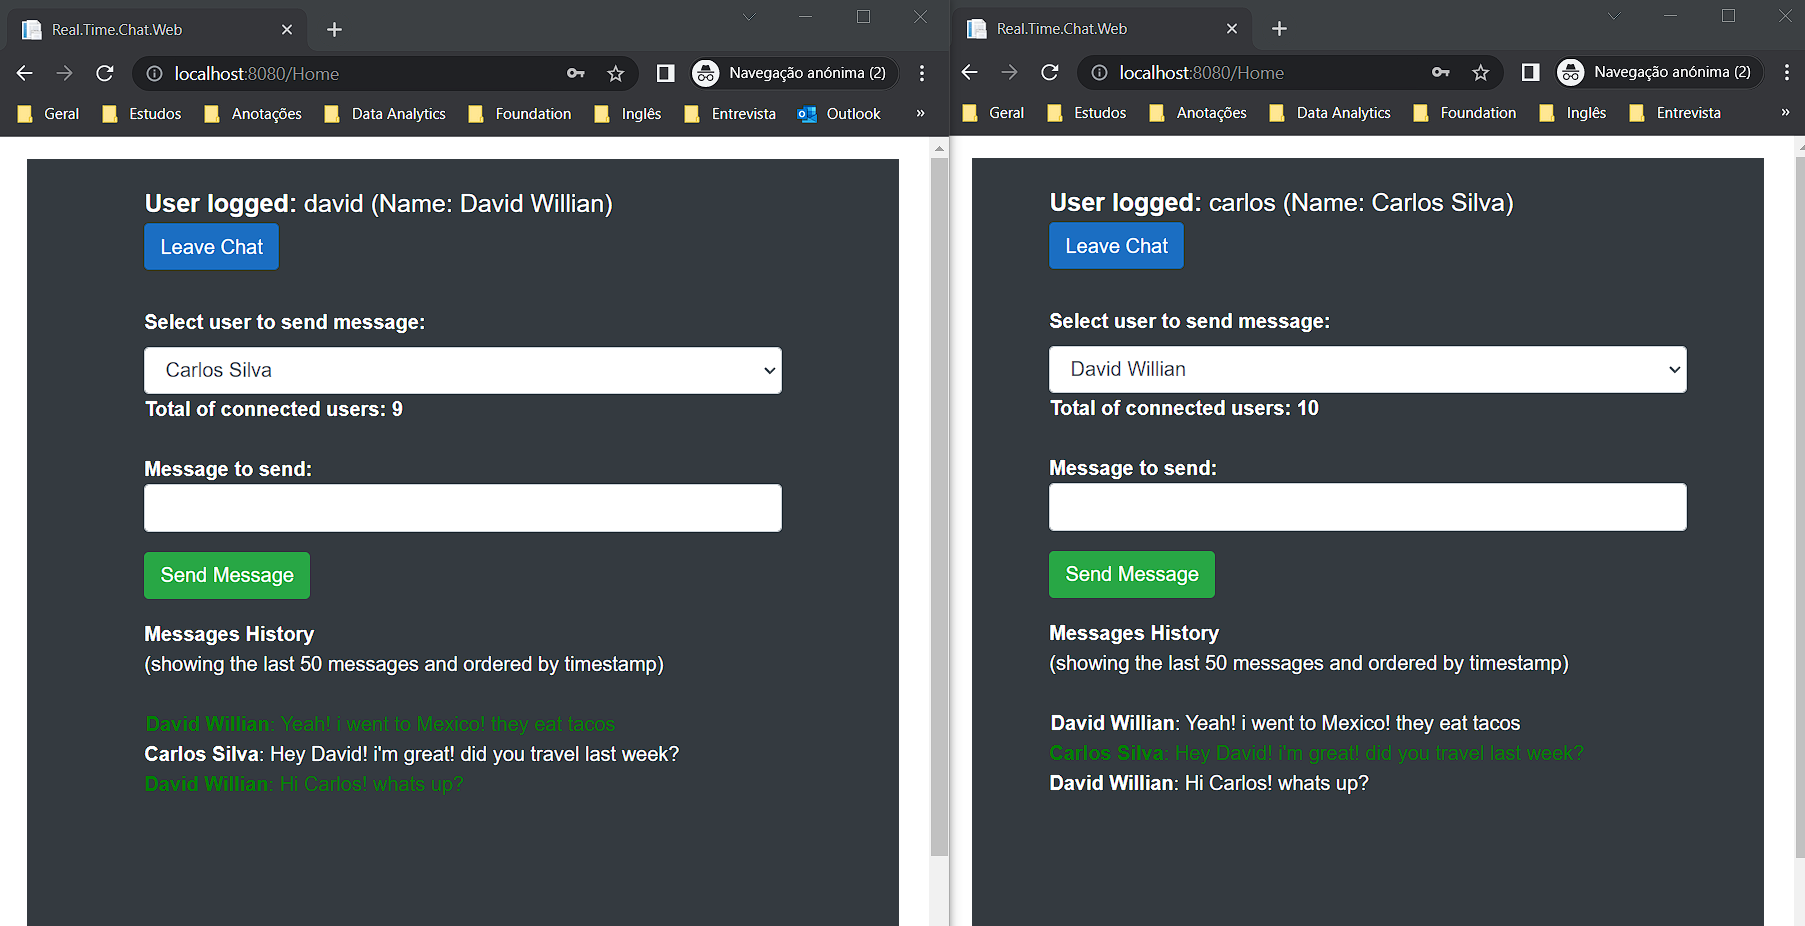 Real.Time.Chat.Web
localhost:8080/Home
Navegação anónima (2)
Geral Estudos Anotações Data Analytics Foundation Inglês Entrevista Outlook »
User logged: david (Name: David Willian)
Leave Chat
Select user to send message:
Carlos Silva
Total of connected users: 9
Message to send:
Send Message
Messages History
(showing the last 50 messages and ordered by timestamp)
David Willian: Yeah! i went to Mexico! they eat tacos
Carlos Silva: Hey David! i'm great! did you travel last week?
David Willian: Hi Carlos! whats up?
Real.Time.Chat.Web
localhost:8080/Home
Navegação anónima (2)
Geral Estudos Anotações Data Analytics Foundation Inglês Entrevista »
User logged: carlos (Name: Carlos Silva)
Leave Chat
Select user to send message:
David Willian
Total of connected users: 10
Message to send:
Send Message
Messages History
(showing the last 50 messages and ordered by timestamp)
David Willian: Yeah! i went to Mexico! they eat tacos
Carlos Silva: Hey David! i'm great! did you travel last week?
David Willian: Hi Carlos! whats up?